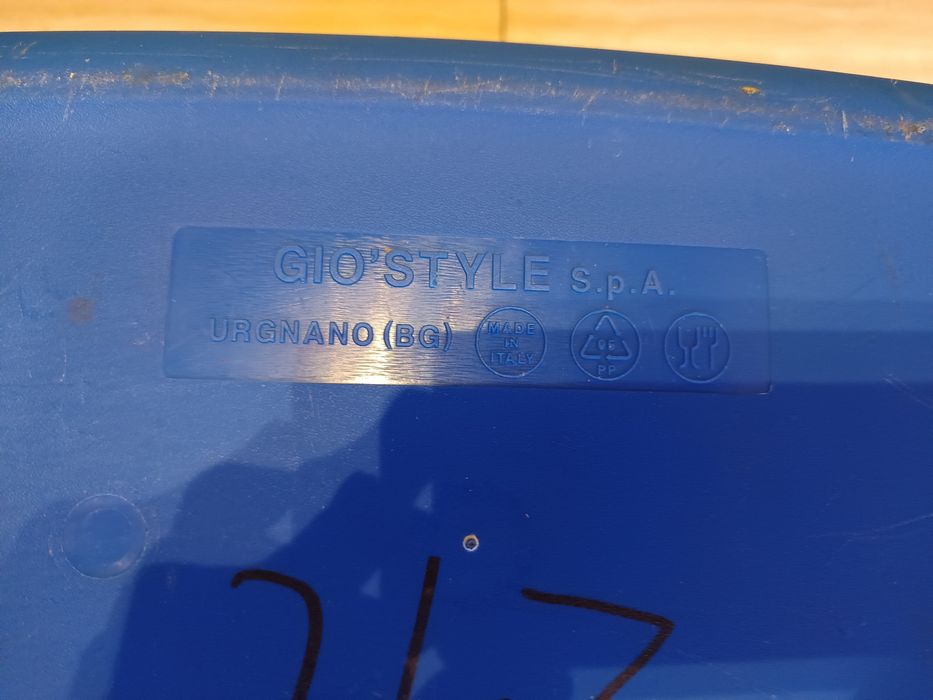 GIO'STYLE S.p.A.
URGNANO (BG)
MADE
IN
ITALY
05
PP